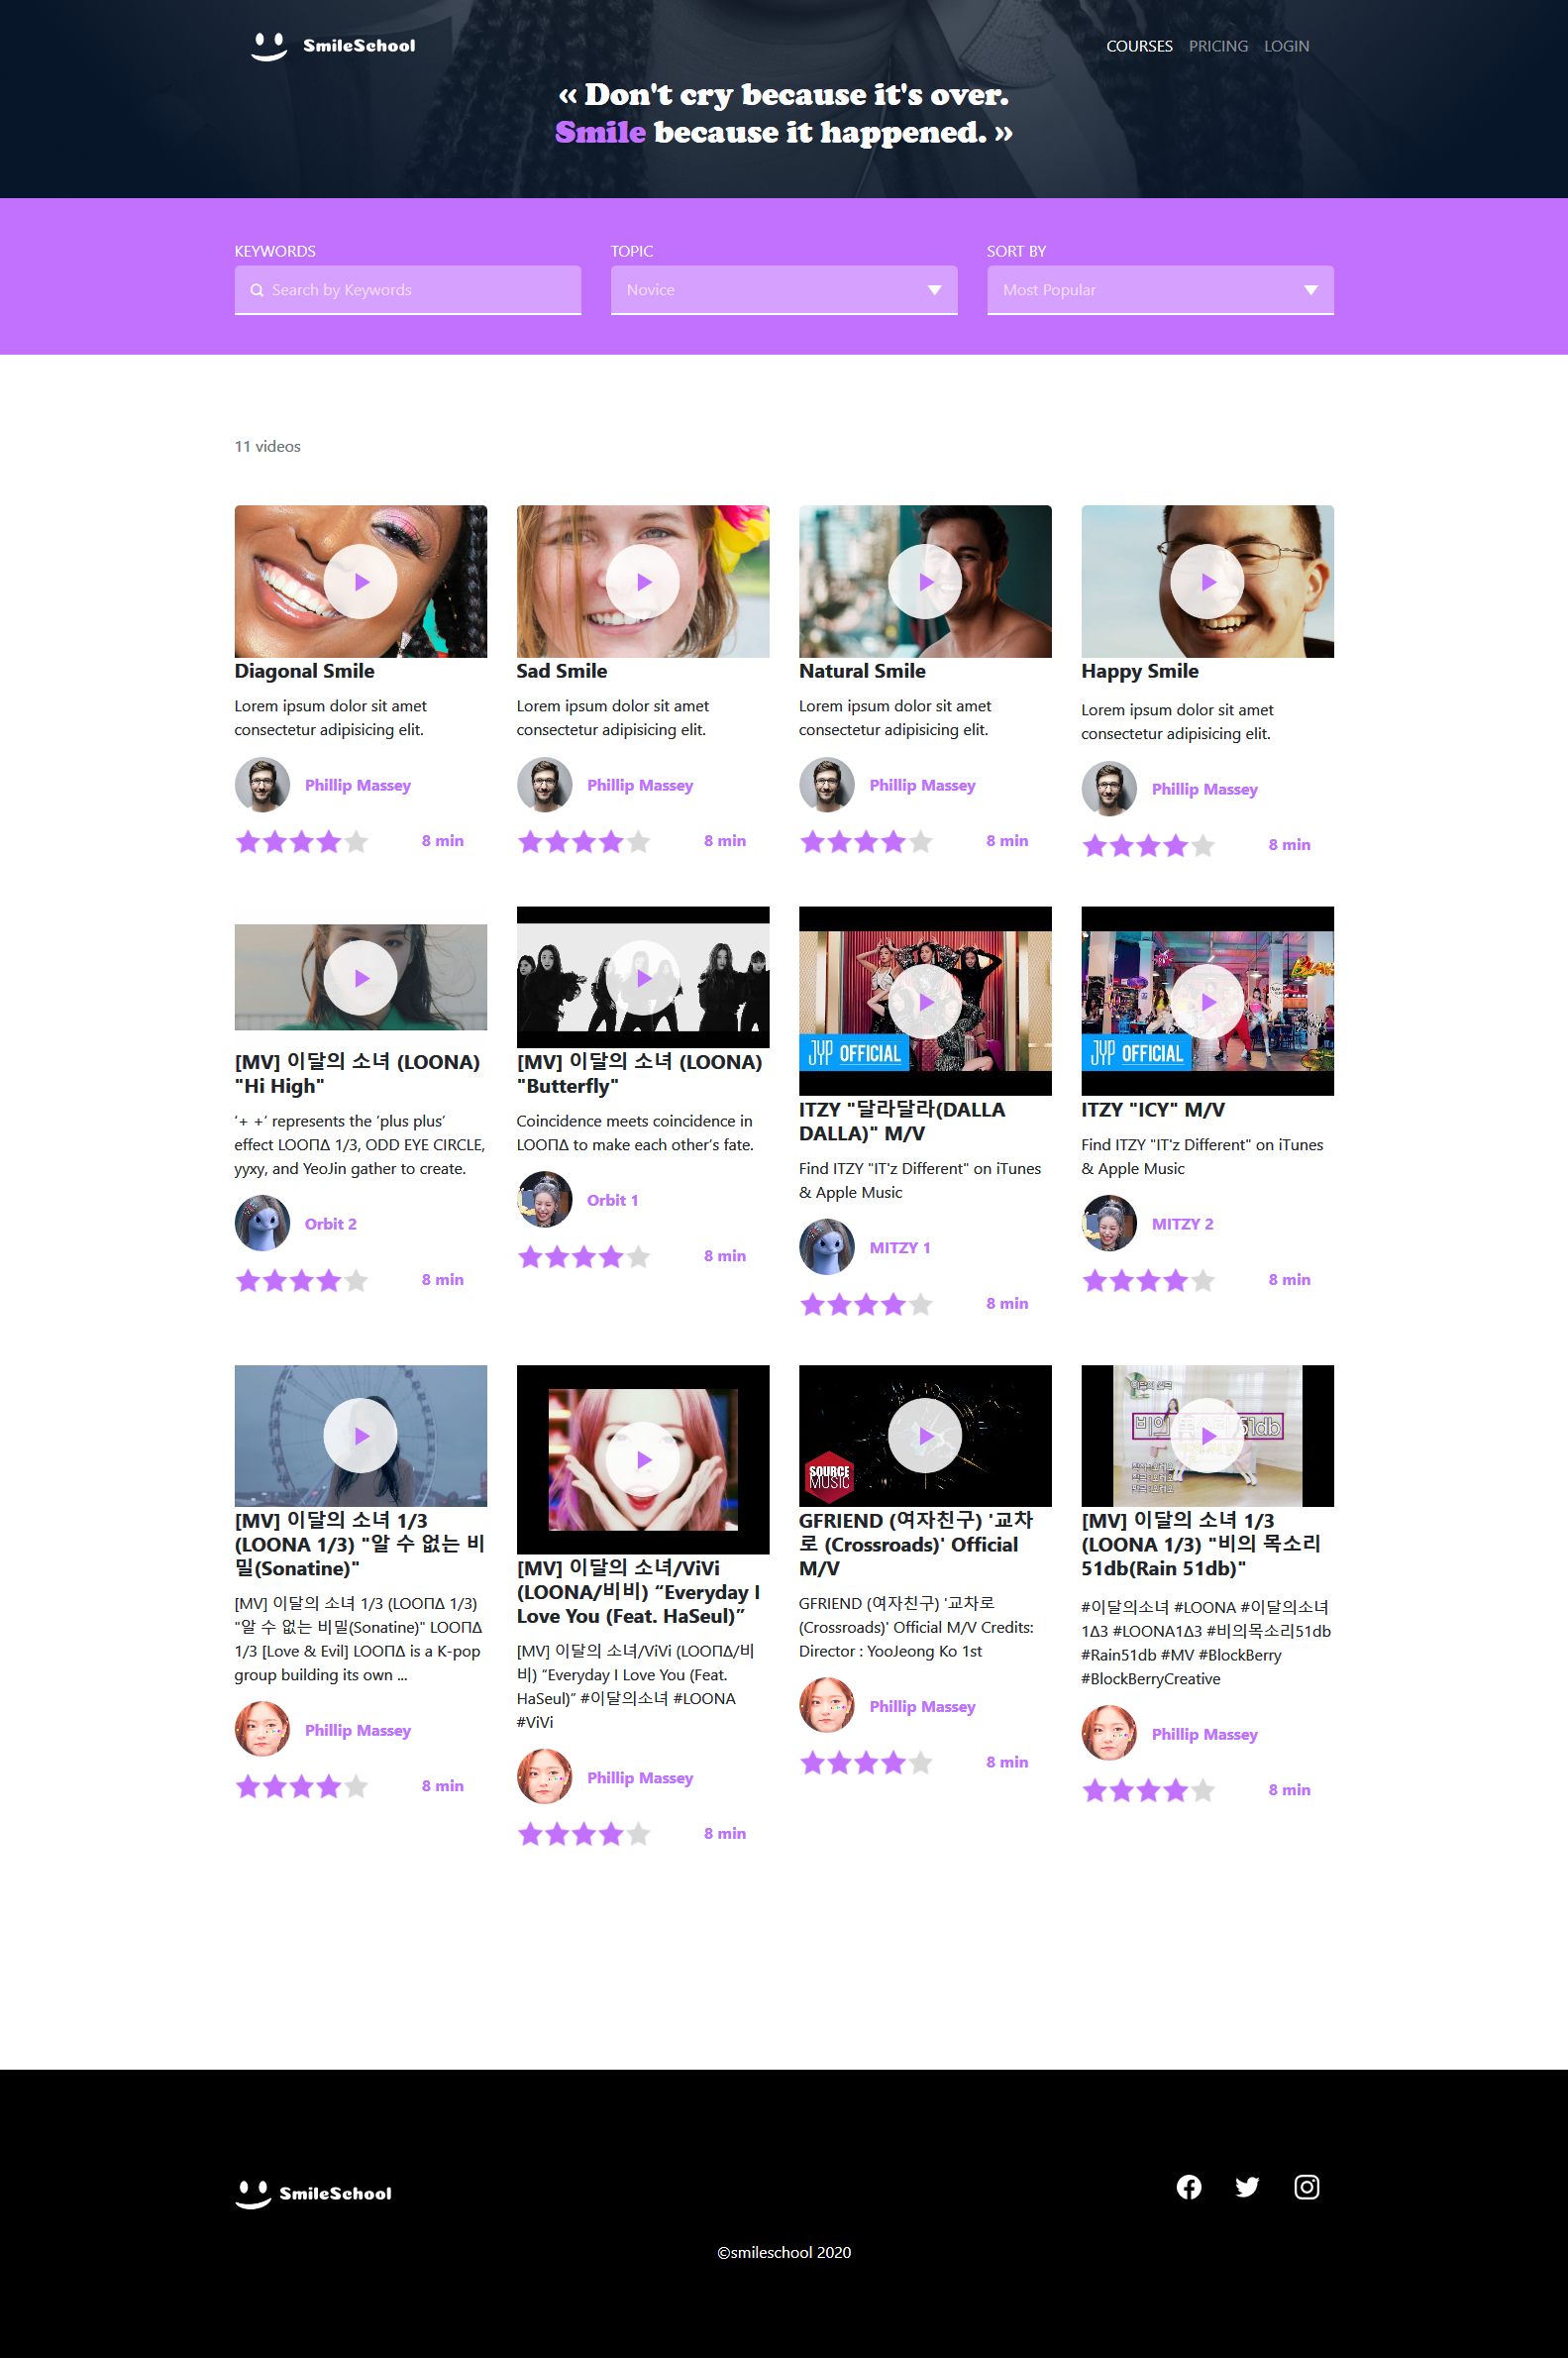 SmileSchool
COURSES PRICING LOGIN
« Don't cry because it's over.
Smile because it happened. »
KEYWORDS
TOPIC
SORT BY
Search by Keywords
Novice
Most Popular
11 videos
Diagonal Smile
Lorem ipsum dolor sit amet
consectetur adipisicing elit.
Phillip Massey
8 min
Sad Smile
Lorem ipsum dolor sit amet
consectetur adipisicing elit.
Phillip Massey
8 min
Natural Smile
Lorem ipsum dolor sit amet
consectetur adipisicing elit.
Phillip Massey
8 min
Happy Smile
Lorem ipsum dolor sit amet
consectetur adipisicing elit.
Phillip Massey
8 min
[MV] 이달의 소녀 (LOONA)
"Hi High"
‘+ +’ represents the ‘plus plus’
effect LOOΠΔ 1/3, ODD EYE CIRCLE,
yyxy, and YeoJin gather to create.
Orbit 2
8 min
[MV] 이달의 소녀 (LOONA)
"Butterfly"
Coincidence meets coincidence in
LOOΠΔ to make each other’s fate.
Orbit 1
8 min
JYP OFFICIAL
ITZY "달라달라(DALLA
DALLA)" M/V
Find ITZY "IT'z Different" on iTunes
& Apple Music
MITZY 1
8 min
JYP OFFICIAL
ITZY "ICY" M/V
Find ITZY "IT'z Different" on iTunes
& Apple Music
MITZY 2
8 min
[MV] 이달의 소녀 1/3
(LOONA 1/3) "알 수 없는 비
밀(Sonatine)"
[MV] 이달의 소녀 1/3 (LOOΠΔ 1/3)
"알 수 없는 비밀(Sonatine)" LOOΠΔ
1/3 [Love & Evil] LOOΠΔ is a K-pop
group building its own ...
Phillip Massey
8 min
[MV] 이달의 소녀/ViVi
(LOONA/비비) “Everyday I
Love You (Feat. HaSeul)”
[MV] 이달의 소녀/ViVi (LOOΠΔ/비
비) “Everyday I Love You (Feat.
HaSeul)” #이달의소녀 #LOONA
#ViVi
Phillip Massey
8 min
SOURCE
MUSIC
GFRIEND (여자친구) '교차
로 (Crossroads)' Official
M/V
GFRIEND (여자친구) '교차로
(Crossroads)' Official M/V Credits:
Director : YooJeong Ko 1st
Phillip Massey
8 min
비의 목소리 51db
[MV] 이달의 소녀 1/3
(LOONA 1/3) "비의 목소리
51db(Rain 51db)"
#이달의소녀 #LOONA #이달의소녀
1Δ3 #LOONA1Δ3 #비의목소리51db
#Rain51db #MV #BlockBerry
#BlockBerryCreative
Phillip Massey
8 min
SmileSchool
©smileschool 2020